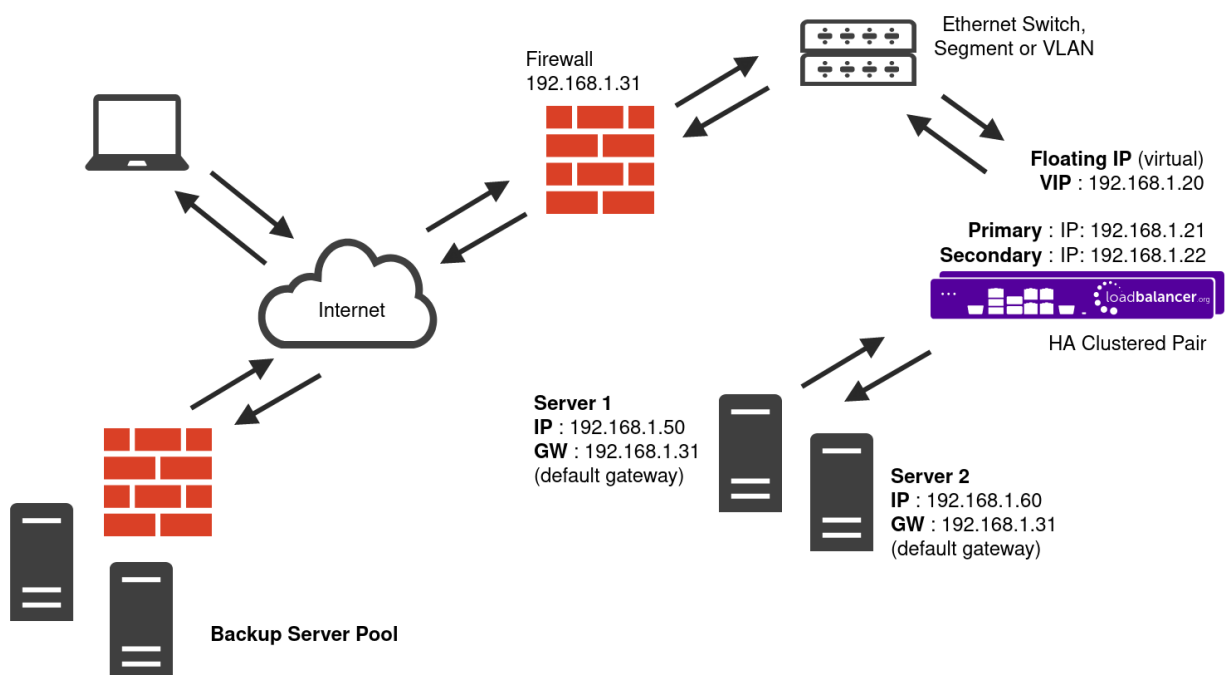 Ethernet Switch,
Segment or VLAN
Firewall
192.168.1.31
Floating IP (virtual)
VIP : 192.168.1.20
Primary : IP: 192.168.1.21
Secondary : IP: 192.168.1.22
loadbalancer.org
HA Clustered Pair
Internet
Server 1
IP : 192.168.1.50
GW : 192.168.1.31
(default gateway)
Server 2
IP : 192.168.1.60
GW : 192.168.1.31
(default gateway)
Backup Server Pool